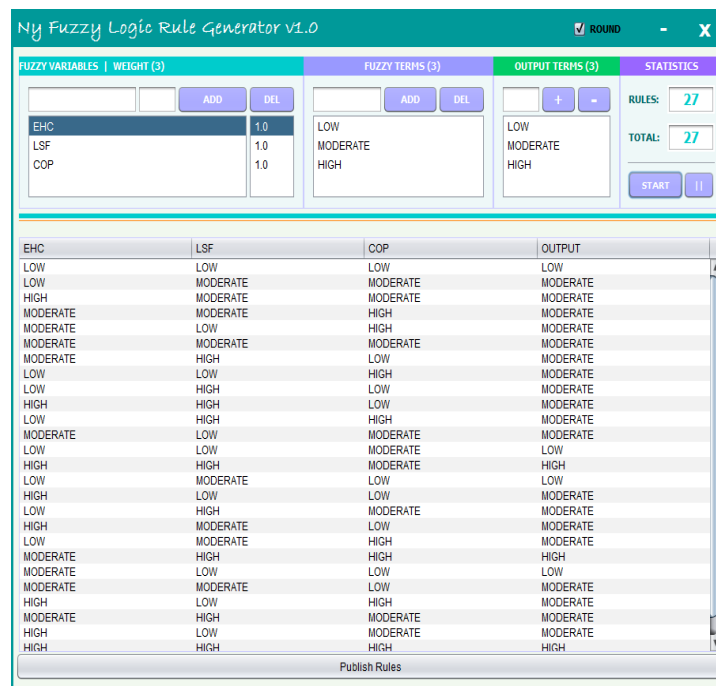 Ny Fuzzy Logic Rule Generator v1.0 ROUND - X
FUZZY VARIABLES | WEIGHT (3) FUZZY TERMS (3) OUTPUT TERMS (3) STATISTICS
ADD DEL ADD DEL + - RULES: 27
EHC 1.0 LOW LOW
LSF 1.0 MODERATE MODERATE TOTAL: 27
COP 1.0 HIGH HIGH
START ||
EHC LSF COP OUTPUT
LOW LOW LOW LOW
LOW MODERATE MODERATE MODERATE
HIGH MODERATE MODERATE MODERATE
MODERATE MODERATE HIGH MODERATE
MODERATE LOW HIGH MODERATE
MODERATE MODERATE MODERATE MODERATE
MODERATE HIGH LOW MODERATE
LOW LOW HIGH MODERATE
LOW HIGH LOW MODERATE
HIGH HIGH LOW MODERATE
LOW HIGH HIGH MODERATE
MODERATE LOW MODERATE MODERATE
LOW LOW MODERATE LOW
HIGH HIGH MODERATE HIGH
LOW MODERATE LOW LOW
HIGH LOW LOW MODERATE
LOW HIGH MODERATE MODERATE
HIGH MODERATE LOW MODERATE
LOW MODERATE HIGH MODERATE
MODERATE HIGH HIGH HIGH
MODERATE LOW LOW LOW
MODERATE MODERATE LOW MODERATE
HIGH LOW HIGH MODERATE
MODERATE HIGH MODERATE MODERATE
HIGH LOW MODERATE MODERATE
HIGH HIGH HIGH HIGH
Publish Rules